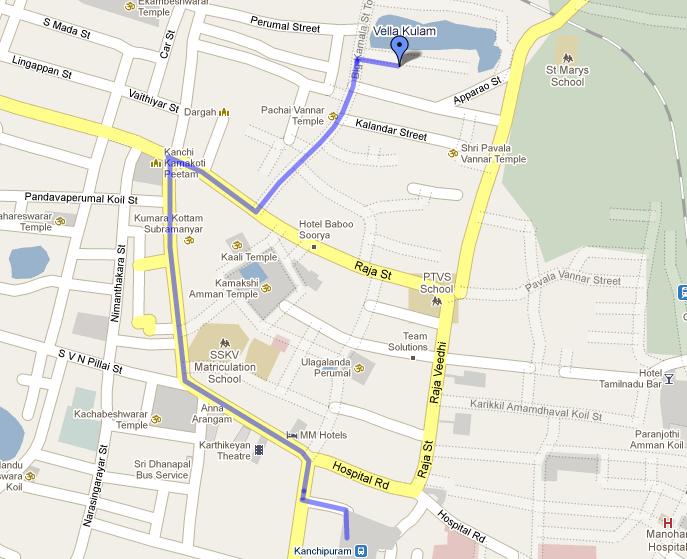 Ekambeshwarar
Temple
S Mada St
Car St
Perumal Street
Big Kamala St To
Vella Kulam
Lingappan St
Vaithiyar St
Dargah
Pachai Vannar
Temple
Apparao St
St Marys
School
Kalandar Street
Shri Pavala
Vannar Temple
Kanchi
Kamakoti
Peetam
Pandavaperumal Koil St
ahareswarar
Temple
Kumara Kottam
Subramanyar
Hotel Baboo
Soorya
Kaali Temple
Nimanthakara St
Raja St
PTVS
School
Kamakshi
Amman Temple
Pavala Vannar Street
Team
Solutions
S V N Pillai St
SSKV
Matriculation
School
Ulagalanda
Perumal
Raja Veedhi
Hotel
Tamilnadu Bar
Kachabeshwarar
Temple
Anna
Arangam
Karikkil Amamdhaval Koil St
MM Hotels
Karthikeyan
Theatre
Paranjothi
Amman Koil
Narasingarayar St
Sri Dhanapal
Bus Service
Raja St
Hospital Rd
Hospital Rd
swara
Koil
H
Manohar
Hospital
Kanchipuram